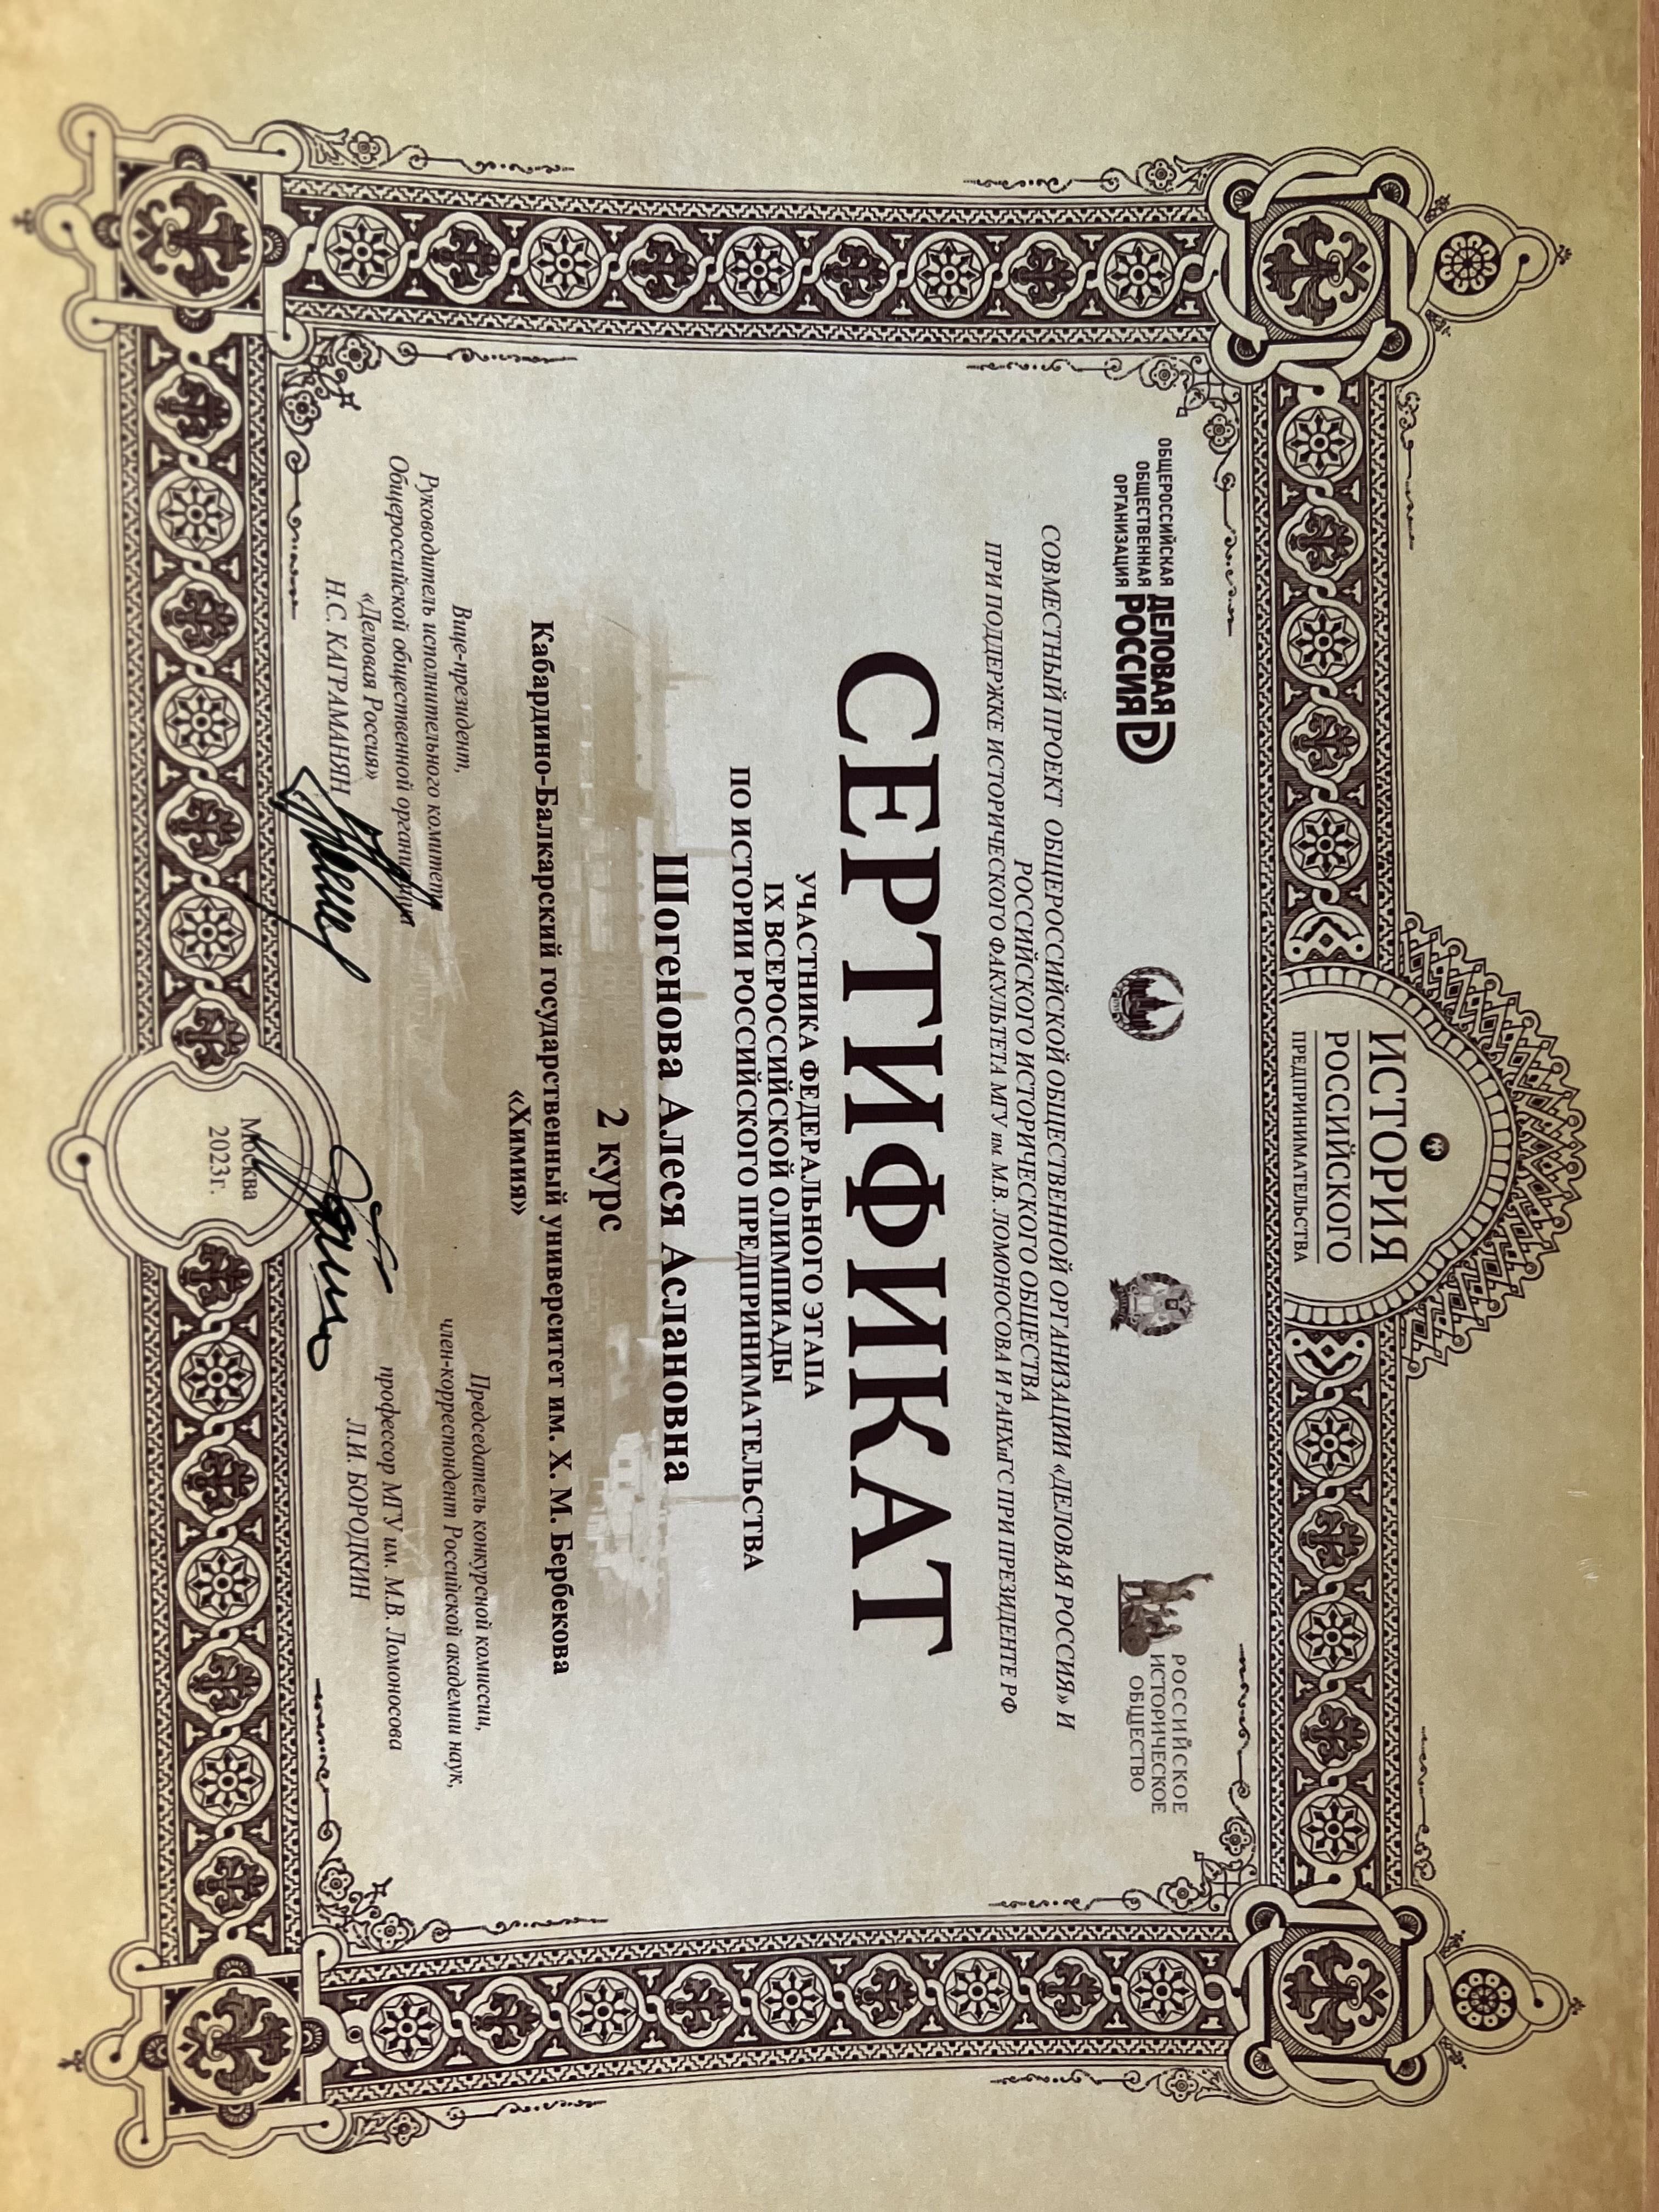 ИСТОРИЯ
РОССИЙСКОГО
ПРЕДПРИНИМАТЕЛЬСТВА
ОБЩЕРОССИЙСКАЯ
ОБЩЕСТВЕННАЯ
ОРГАНИЗАЦИЯ
ДЕЛОВАЯ
РОССИЯ
РОССИЙСКОЕ
ИСТОРИЧЕСКОЕ
ОБЩЕСТВО
СОВМЕСТНЫЙ ПРОЕКТ ОБЩЕРОССИЙСКОЙ ОБЩЕСТВЕННОЙ ОРГАНИЗАЦИИ «ДЕЛОВАЯ РОССИЯ» И
РОССИЙСКОГО ИСТОРИЧЕСКОГО ОБЩЕСТВА
ПРИ ПОДДЕРЖКЕ ИСТОРИЧЕСКОГО ФАКУЛЬТЕТА МГУ им. М.В. ЛОМОНОСОВА И РАНХиГС ПРИ ПРЕЗИДЕНТЕ РФ
СЕРТИФИКАТ
УЧАСТНИКА ФЕДЕРАЛЬНОГО ЭТАПА
IX ВСЕРОССИЙСКОЙ ОЛИМПИАДЫ
ПО ИСТОРИИ РОССИЙСКОГО ПРЕДПРИНИМАТЕЛЬСТВА
Шогенова Алеся Аслановна
2 курс
Кабардино-Балкарский государственный университет им. Х. М. Бербекова
«Химия»
Вице-президент,
Руководитель исполнительного комитета
Общероссийской общественной организации
«Деловая Россия»
Н.С. КАГРАМАНЯН
Председатель конкурсной комиссии,
член-корреспондент Российской академии наук,
профессор МГУ им. М.В. Ломоносова
Л.И. БОРОДКИН
Москва
2023г.